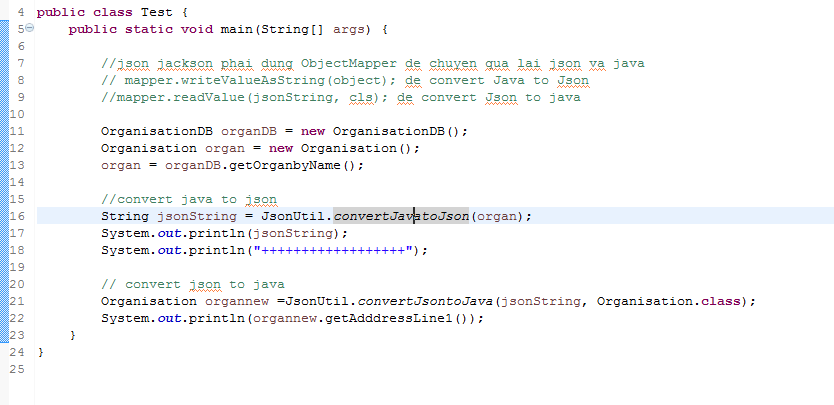 4 public class Test {
5 public static void main(String[] args) {
6
7 //json jackson phai dung ObjectMapper de chuyen qua lai json va java
8 // mapper.writeValueAsString(object); de convert Java to Json
9 //mapper.readValue(jsonString, cls); de convert Json to java
10
11 OrganisationDB organDB = new OrganisationDB();
12 Organisation organ = new Organisation();
13 organ = organDB.getOrganbyName();
14
15 //convert java to json
16 String jsonString = JsonUtil.convertJavatoJson(organ);
17 System.out.println(jsonString);
18 System.out.println("++++++++++++++++++");
19
20 // convert json to java
21 Organisation organnew =JsonUtil.convertJsontoJava(jsonString, Organisation.class);
22 System.out.println(organnew.getAdddressLine1());
23 }
24 }
25